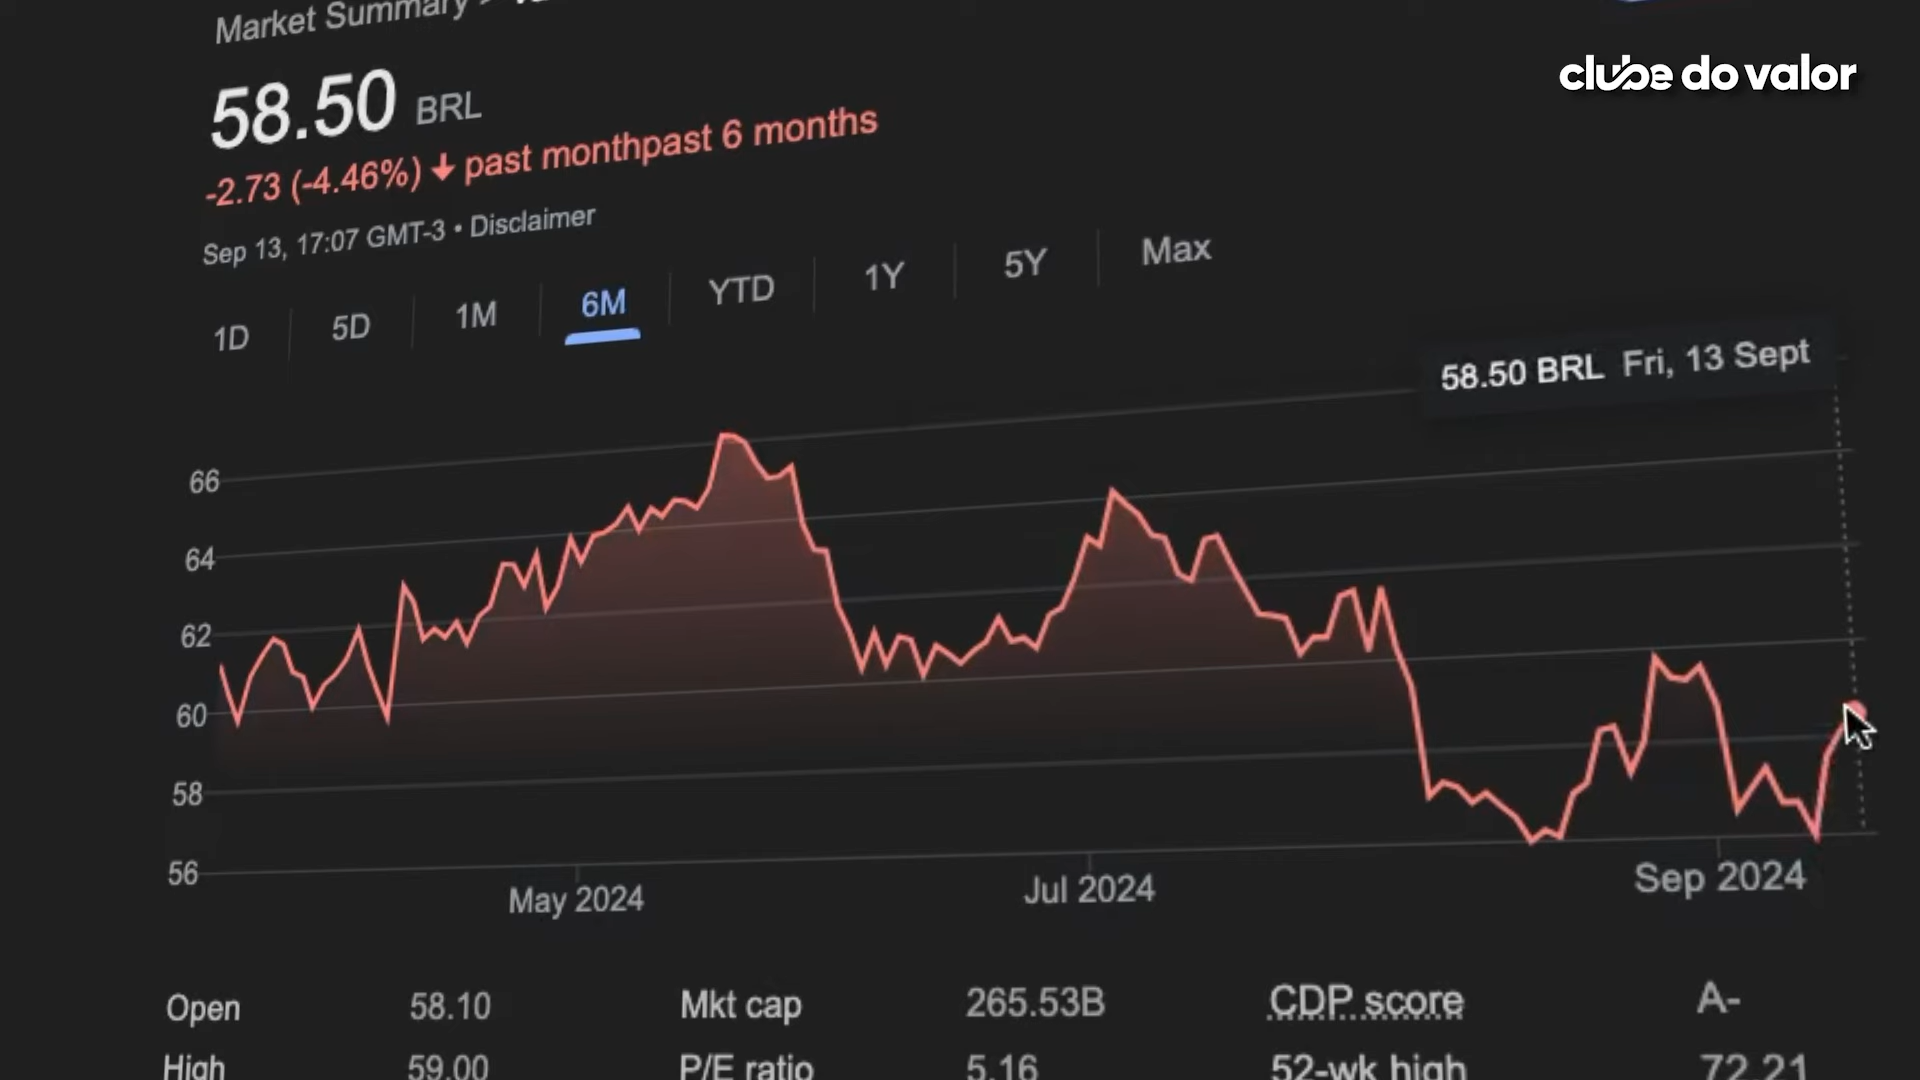 Market Summary >
clube do valor
58.50 BRL
-2.73 (-4.46%) ↓ past monthpast 6 months
Sep 13, 17:07 GMT-3 • Disclaimer
1D 5D 1M 6M YTD 1Y 5Y Max
58.50 BRL Fri, 13 Sept
66
64
62
60
58
56
May 2024 Jul 2024 Sep 2024
Open 58.10 Mkt cap 265.53B CDP score A-
High 59.00 P/E ratio 5.16 52-wk high 72.21